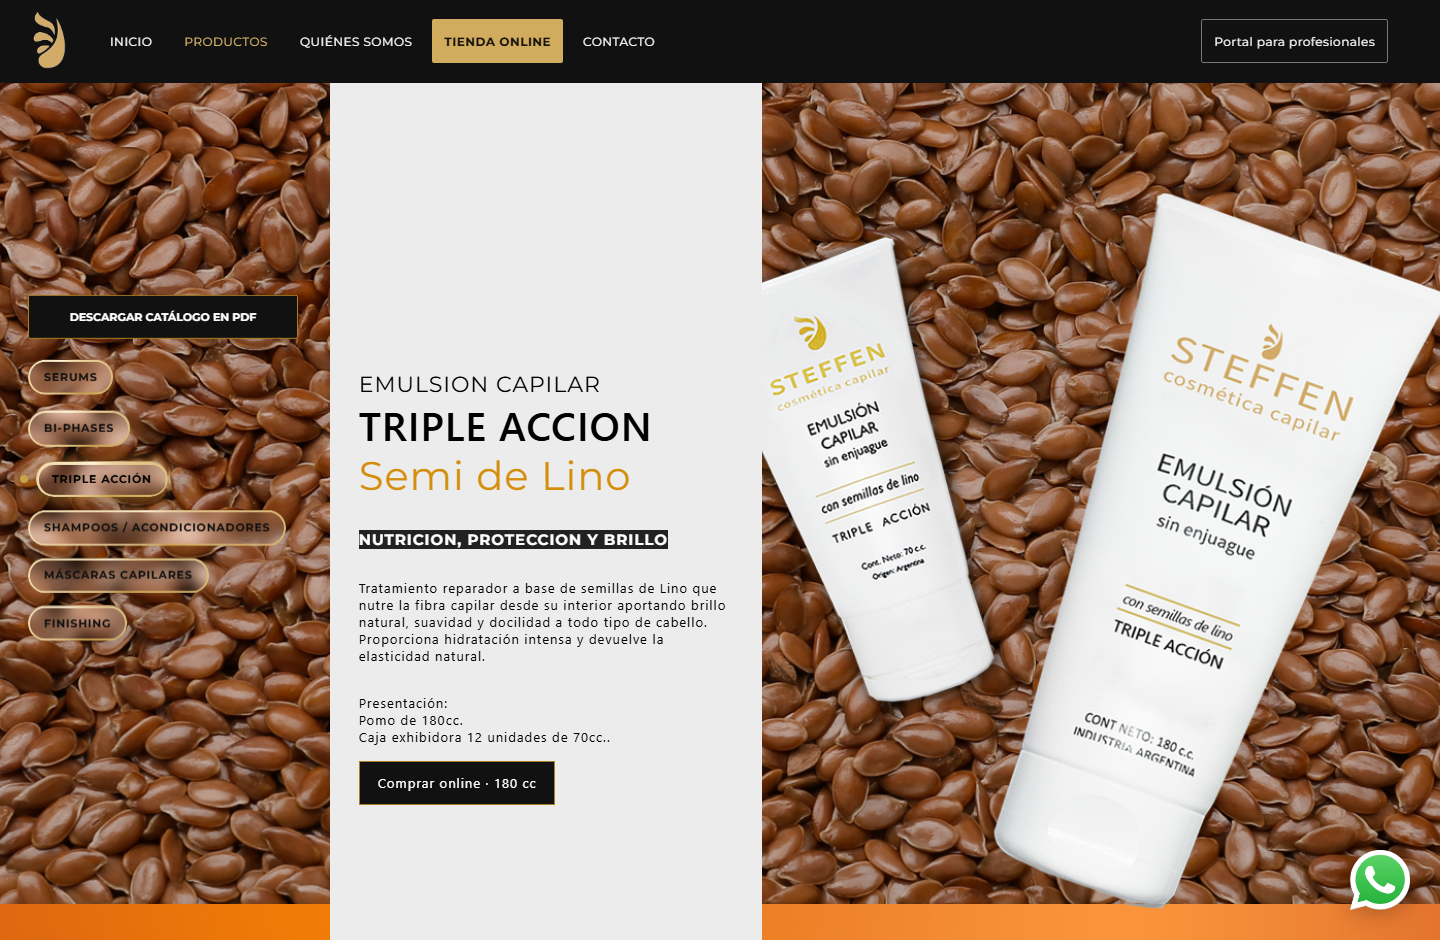 INICIO
PRODUCTOS
QUIÉNES SOMOS
TIENDA ONLINE
CONTACTO
Portal para profesionales
DESCARGAR CATÁLOGO EN PDF
SERUMS
BI-PHASES
TRIPLE ACCIÓN
SHAMPOOS / ACONDICIONADORES
MÁSCARAS CAPILARES
FINISHING
EMULSION CAPILAR
TRIPLE ACCION
Semi de Lino
NUTRICION, PROTECCION Y BRILLO
Tratamiento reparador a base de semillas de Lino que
nutre la fibra capilar desde su interior aportando brillo
natural, suavidad y docilidad a todo tipo de cabello.
Proporciona hidratación intensa y devuelve la
elasticidad natural.
Presentación:
Pomo de 180cc.
Caja exhibidora 12 unidades de 70cc..
Comprar online · 180 cc
STEFFEN
cosmética capilar
EMULSIÓN
CAPILAR
sin enjuague
con semillas de lino
TRIPLE ACCIÓN
Cont. Neto: 70 c.c.
Origen: Argentina
STEFFEN
cosmética capilar
EMULSIÓN
CAPILAR
sin enjuague
con semillas de lino
TRIPLE ACCIÓN
CONT NETO: 180 c.c.
INDUSTRIA ARGENTINA